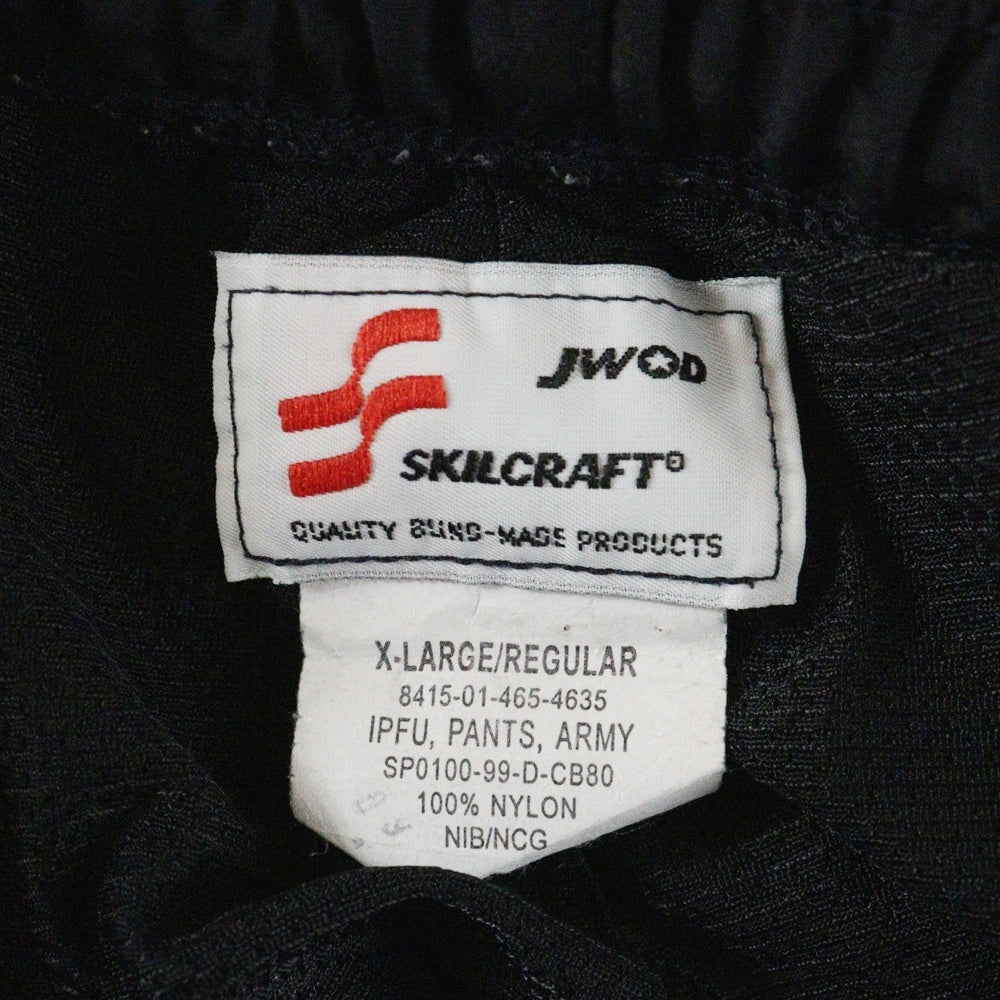 JWOD
SKILCRAFT®
QUALITY BLIND-MADE PRODUCTS
X-LARGE/REGULAR
8415-01-465-4635
IPFU, PANTS, ARMY
SP0100-99-D-CB80
100% NYLON
NIB/NCG